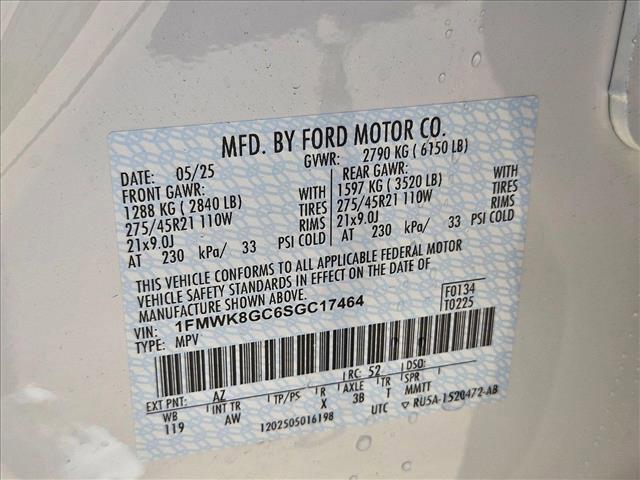 MFD. BY FORD MOTOR CO.
DATE: 05/25 GVWR: 2790 KG ( 6150 LB)
FRONT GAWR: REAR GAWR:
1288 KG ( 2840 LB) WITH 1597 KG ( 3520 LB) WITH
275/45R21 110W TIRES 275/45R21 110W TIRES
21x9.0J RIMS 21x9.0J RIMS
AT 230 kPa/ 33 PSI COLD AT 230 kPa/ 33 PSI COLD
THIS VEHICLE CONFORMS TO ALL APPLICABLE FEDERAL MOTOR
VEHICLE SAFETY STANDARDS IN EFFECT ON THE DATE OF
MANUFACTURE SHOWN ABOVE.
VIN: 1FMWK8GC6SGC17464 F0134
TYPE: MPV T0225
EXT PNT: AZ RC: 52 DSO:
WB INT TR TP/PS R AXLE TR SPR
119 AW X 3B T MMTT
1202505016198 UTC ▽ RU5A-1520472-AB